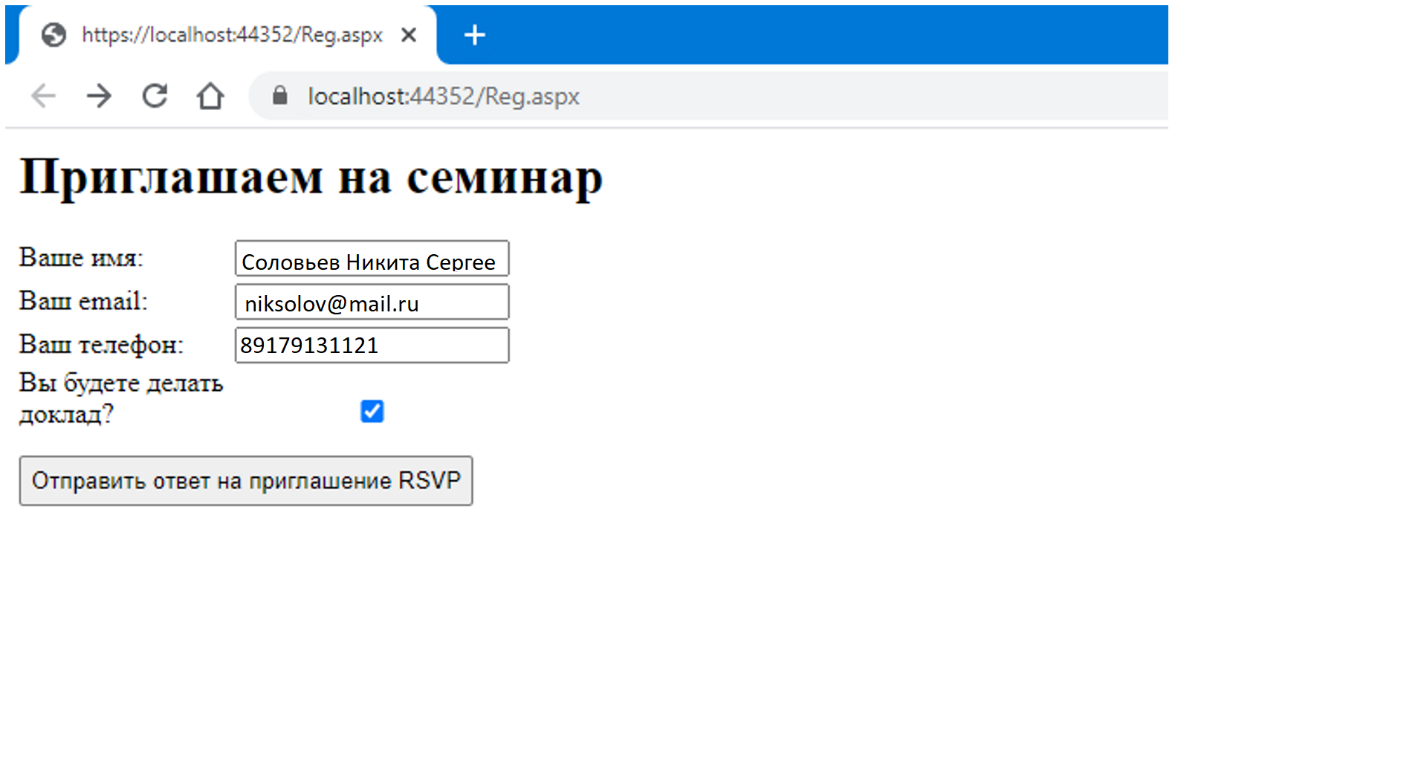 https://localhost:44352/Reg.aspx
localhost:44352/Reg.aspx
Приглашаем на семинар
Ваше имя: Соловьев Никита Сергее
Ваш email: niksolov@mail.ru
Ваш телефон: 89179131121
Вы будете делать
доклад?
Отправить ответ на приглашение RSVP